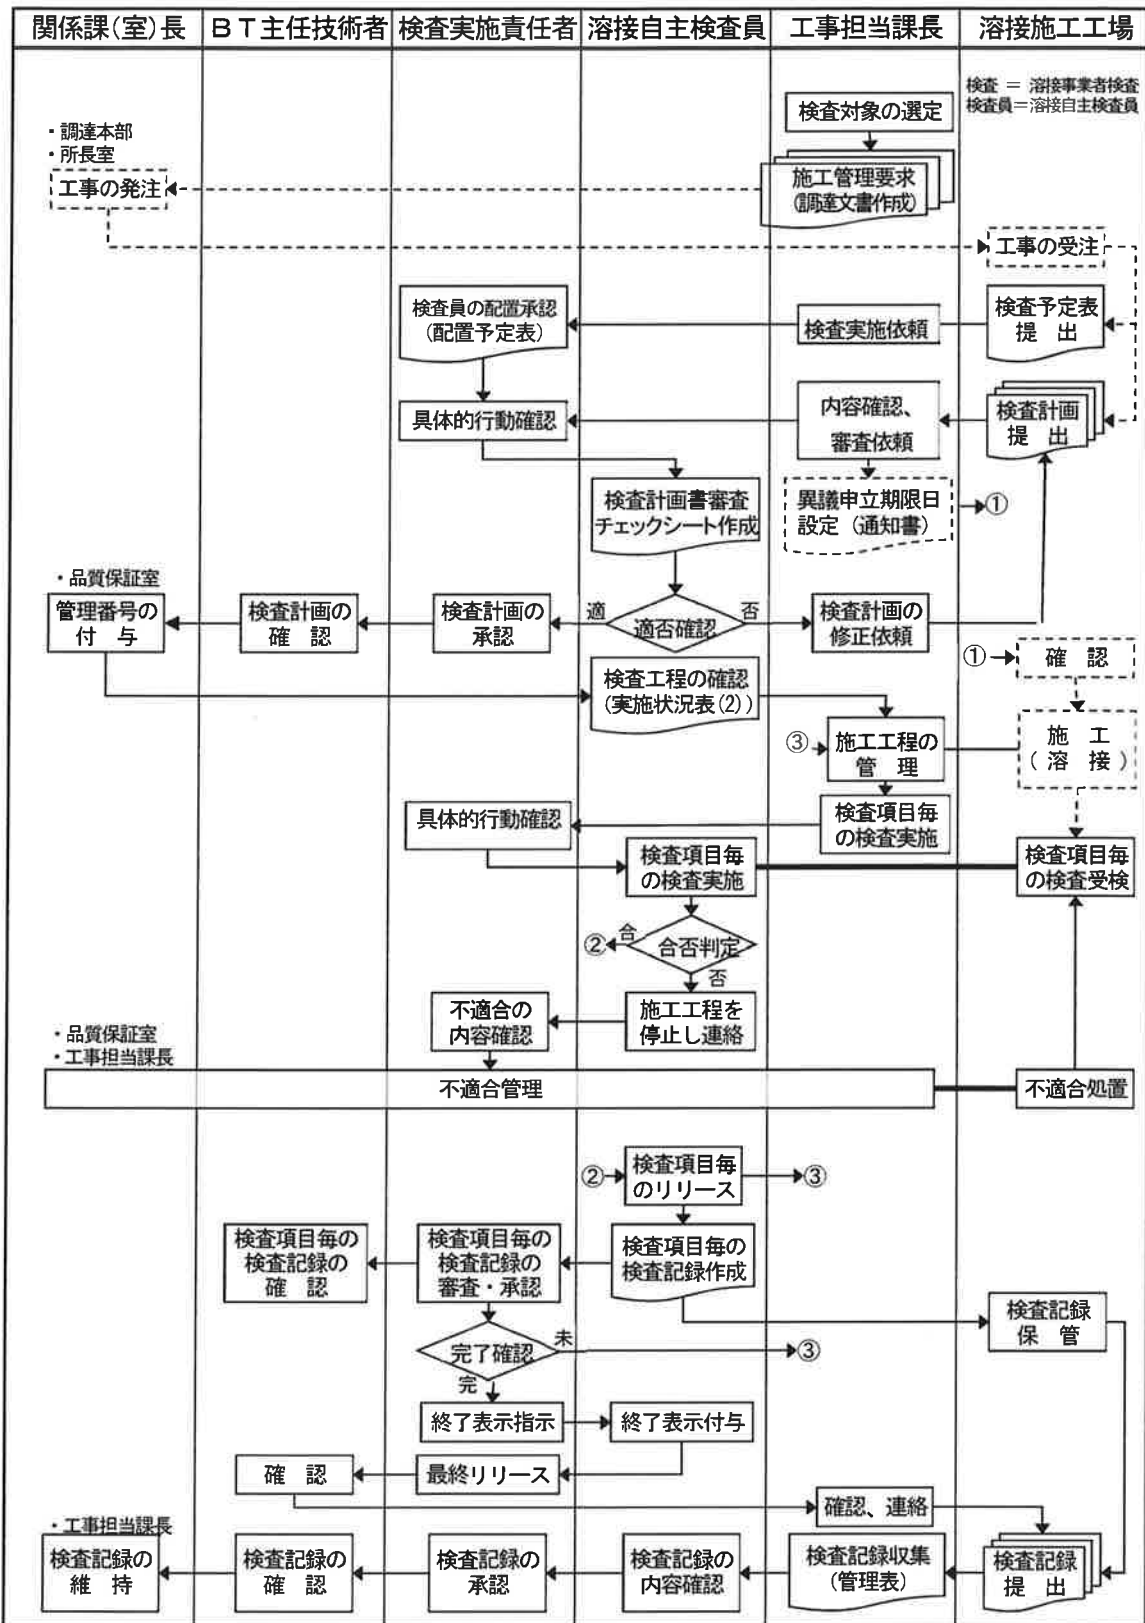 関係課(室)長
ＢＴ主任技術者
検査実施責任者
溶接自主検査員
工事担当課長
溶接施工工場
検査 ＝ 溶接事業者検査
検査員＝溶接自主検査員
検査対象の選定
・調達本部
・所長室
工事の発注
施工管理要求
(調達文書作成)
工事の受注
検査員の配置承認
(配置予定表)
検査実施依頼
検査予定表
提　出
具体的行動確認
内容確認、
審査依頼
検査計画
提　出
検査計画書審査
チェックシート作成
異議申立期限日
設定（通知書）
①
・品質保証室
管理番号の
付　与
検査計画の
確　認
検査計画の
承認
適
適否確認
否
検査計画の
修正依頼
①
確　認
検査工程の確認
(実施状況表(2))
③
施工工程の
管　理
施　工
(溶　接)
具体的行動確認
検査項目毎
の検査実施
検査項目毎
の検査実施
検査項目毎
の検査受検
②
合
合否判定
否
不適合の
内容確認
施工工程を
停止し連絡
・品質保証室
・工事担当課長
不適合管理
不適合処置
②
検査項目毎
のリリース
③
検査項目毎の
検査記録の
確　認
検査項目毎の
検査記録の
審査・承認
検査項目毎の
検査記録作成
検査記録
保　管
完了確認
未
③
完
終了表示指示
終了表示付与
確　認
最終リリース
確認、連絡
・工事担当課長
検査記録の
維　持
検査記録の
確　認
検査記録の
承認
検査記録の
内容確認
検査記録収集
(管理表)
検査記録
提　出